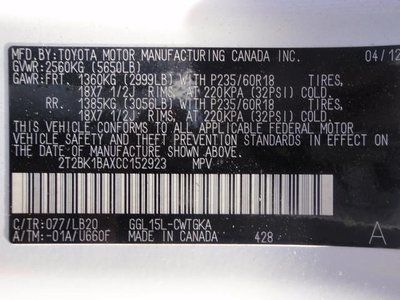 MFD.BY:TOYOTA MOTOR MANUFACTURING CANADA INC. 04/12
GVWR:2560KG (5650LB)
GAWR:FRT. 1360KG (2999LB) WITH P235/60R18 TIRES,
18X7 1/2J RIMS, AT 220KPA (32PSI) COLD.
RR. 1385KG (3056LB) WITH P235/60R18 TIRES,
18X7 1/2J RIMS, AT 220KPA (32PSI) COLD.
THIS VEHICLE CONFORMS TO ALL APPLICABLE FEDERAL MOTOR
VEHICLE SAFETY AND THEFT PREVENTION STANDARDS IN EFFECT
ON THE DATE OF MANUFACTURE SHOWN ABOVE.
2T2BK1BAXCC152923 MPV
C/TR:077/LB20 GGL15L-CWTGKA
A/TM:-01A/U660F MADE IN CANADA 428 A